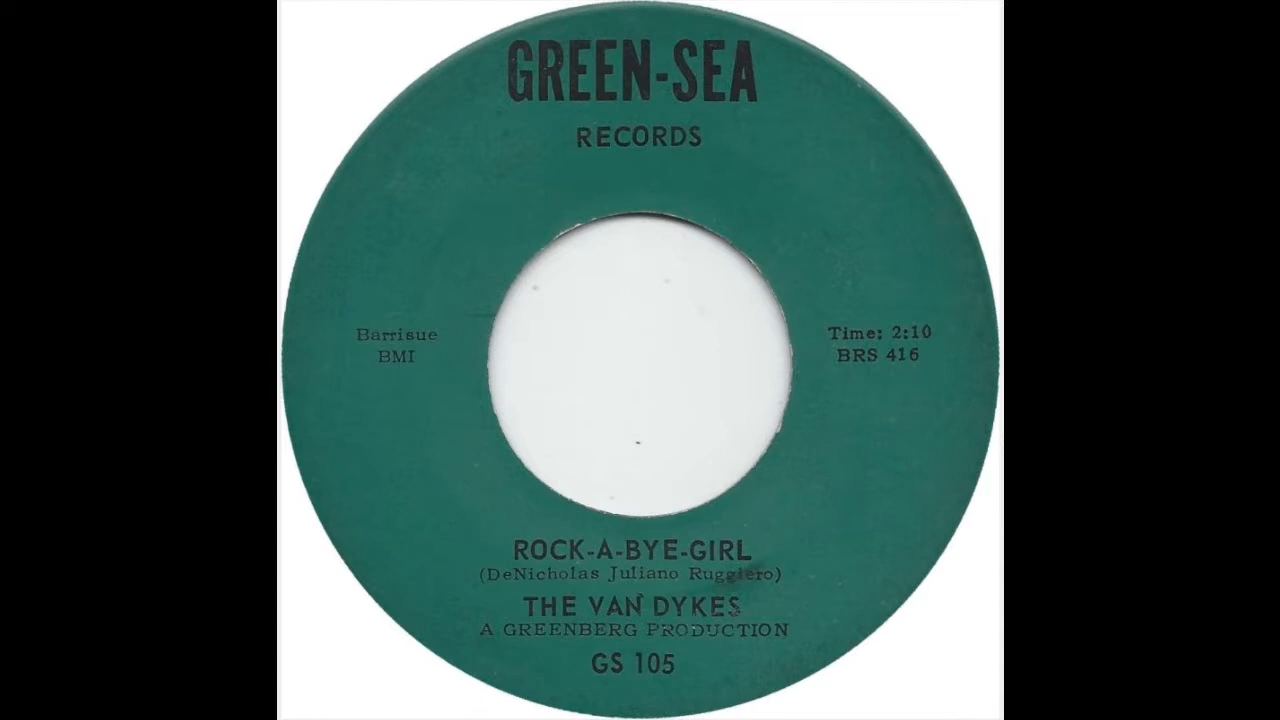 GREEN-SEA
RECORDS
Barrisue
BMI
Time: 2:10
BRS 416
ROCK-A-BYE-GIRL
(DeNicholas Juliano Ruggiero)
THE VAN DYKES
A GREENBERG PRODUCTION
GS 105